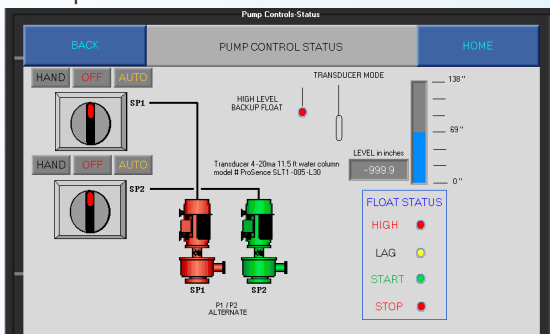 Pump Controls-Status
BACK
PUMP CONTROL STATUS
HOME
HAND OFF AUTO
SP1
HAND OFF AUTO
SP2
HIGH LEVEL
BACKUP FLOAT
TRANSDUCER MODE
138 "
69 "
0 "
LEVEL in inches
-999.9
Transducer 4-20ma 11.5 ft water column
model # ProSence SLT1 -005 -L30
FLOAT STATUS
HIGH
LAG
START
STOP
SP1
SP2
P1 / P2
ALTERNATE